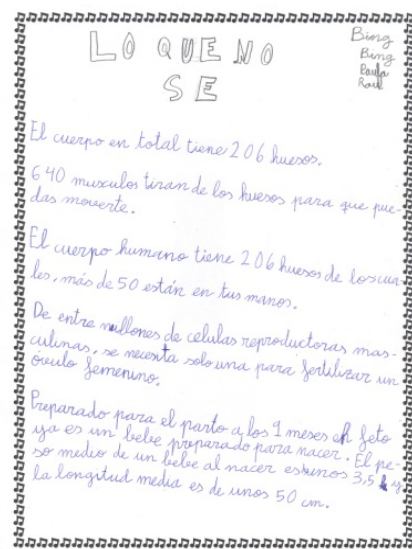 LO QUE NO
SE
Bing
Bing
Paula
Raul
El cuerpo en total tiene 206 huesos.
640 musculos tiran de los huesos para que pue-
das moverte.
El cuerpo humano tiene 206 huesos de los cua-
les, más de 50 están en tus manos.
De entre millones de celulas reproductoras mas-
culinas, se necesita solo una para fertilizar un
óvulo femenino.
Preparado para el parto a los 9 meses el feto
ya es un bebe preparado para nacer. El pe-
so medio de un bebe al nacer es unos 3,5 k y
la longitud media es de unos 50 cm.